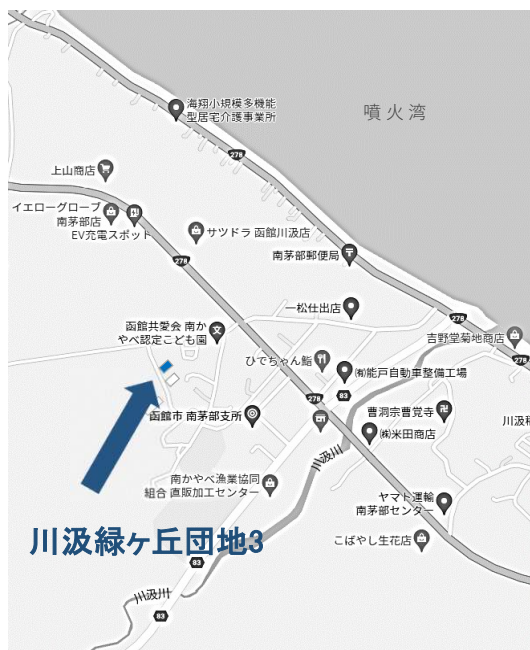 海翔小規模多機能
型居宅介護事業所
噴火湾
278
上山商店
イエローグローブ
南茅部店
EV充電スポット
サツドラ 函館川汲店
南茅部郵便局
278
278
一松仕出店
278
吉野堂菊地商店
函館共愛会 南か
やべ認定こども園
ひでちゃん鮨
278
㈲能戸自動車整備工場
83
278
函館市 南茅部支所
曹洞宗曹覚寺
川汲
㈱米田商店
川汲川
南かやべ漁業協同
組合 直販加工センター
ヤマト運輸
南茅部センター
川汲緑ヶ丘団地3
こばやし生花店
83
川汲川
83